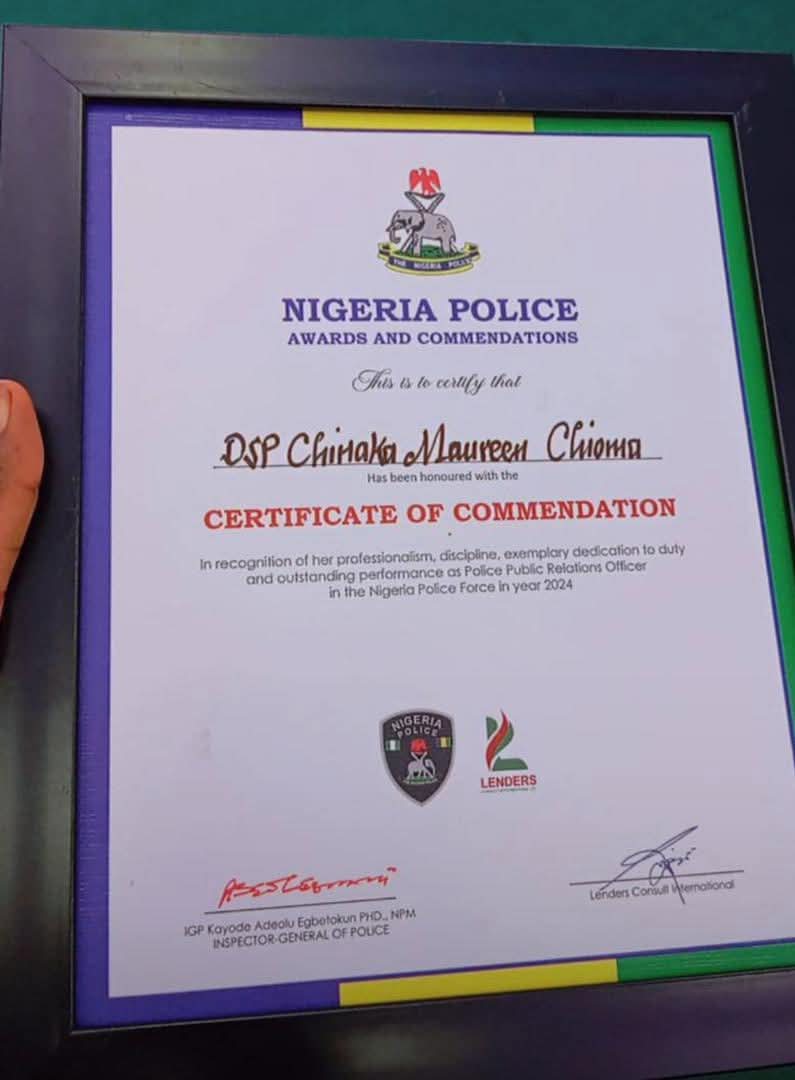 THE NIGERIA POLICE
NIGERIA POLICE
AWARDS AND COMMENDATIONS
This is to certify that
DSP Chinaka Maureen Chioma
Has been honoured with the
CERTIFICATE OF COMMENDATION
In recognition of her professionalism, discipline, exemplary dedication to duty
and outstanding performance as Police Public Relations Officer
in the Nigeria Police Force in year 2024
NIGERIA
POLICE
LENDERS
IGP Kayode Adeolu Egbetokun PHD., NPM
INSPECTOR-GENERAL OF POLICE
Lenders Consult International